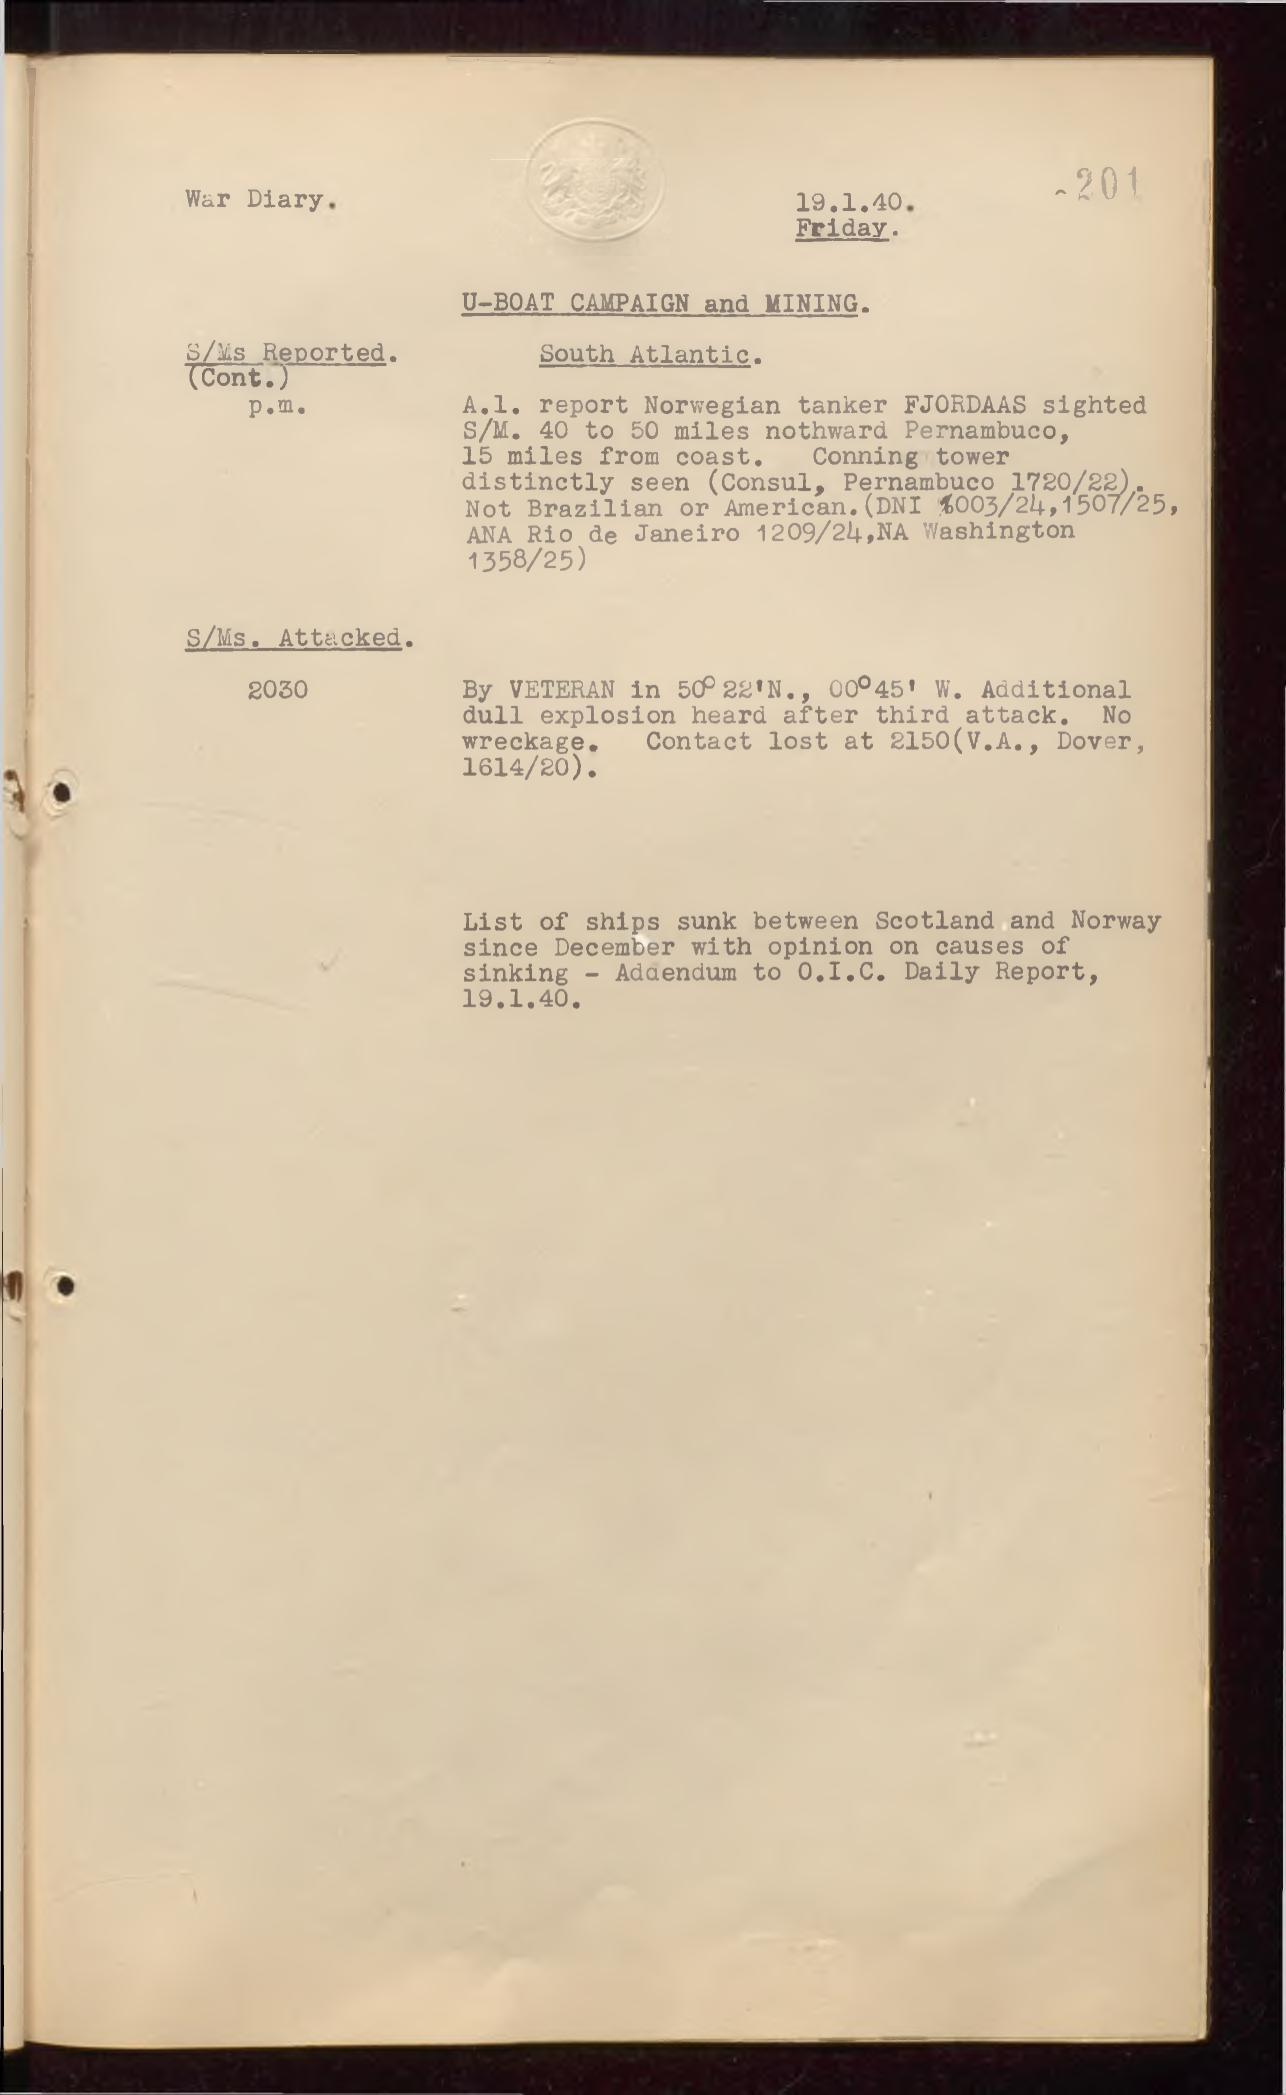 War Diary.
19.1.40.
Friday.
201
U-BOAT CAMPAIGN and MINING.
S/Ms Reported.
(Cont.)
South Atlantic.
p.m.
A.l. report Norwegian tanker FJORDAAS sighted
S/M. 40 to 50 miles nothward Pernambuco,
15 miles from coast. Conning tower
distinctly seen (Consul, Pernambuco 1720/22).
Not Brazilian or American.(DNI 003/24,1507/25,
ANA Rio de Janeiro 1209/24,NA Washington
1358/25)
S/Ms. Attacked.
2030
By VETERAN in 50° 22'N., 00°45' W. Additional
dull explosion heard after third attack. No
wreckage. Contact lost at 2150(V.A., Dover,
1614/20).
List of ships sunk between Scotland and Norway
since December with opinion on causes of
sinking - Addendum to O.I.C. Daily Report,
19.1.40.